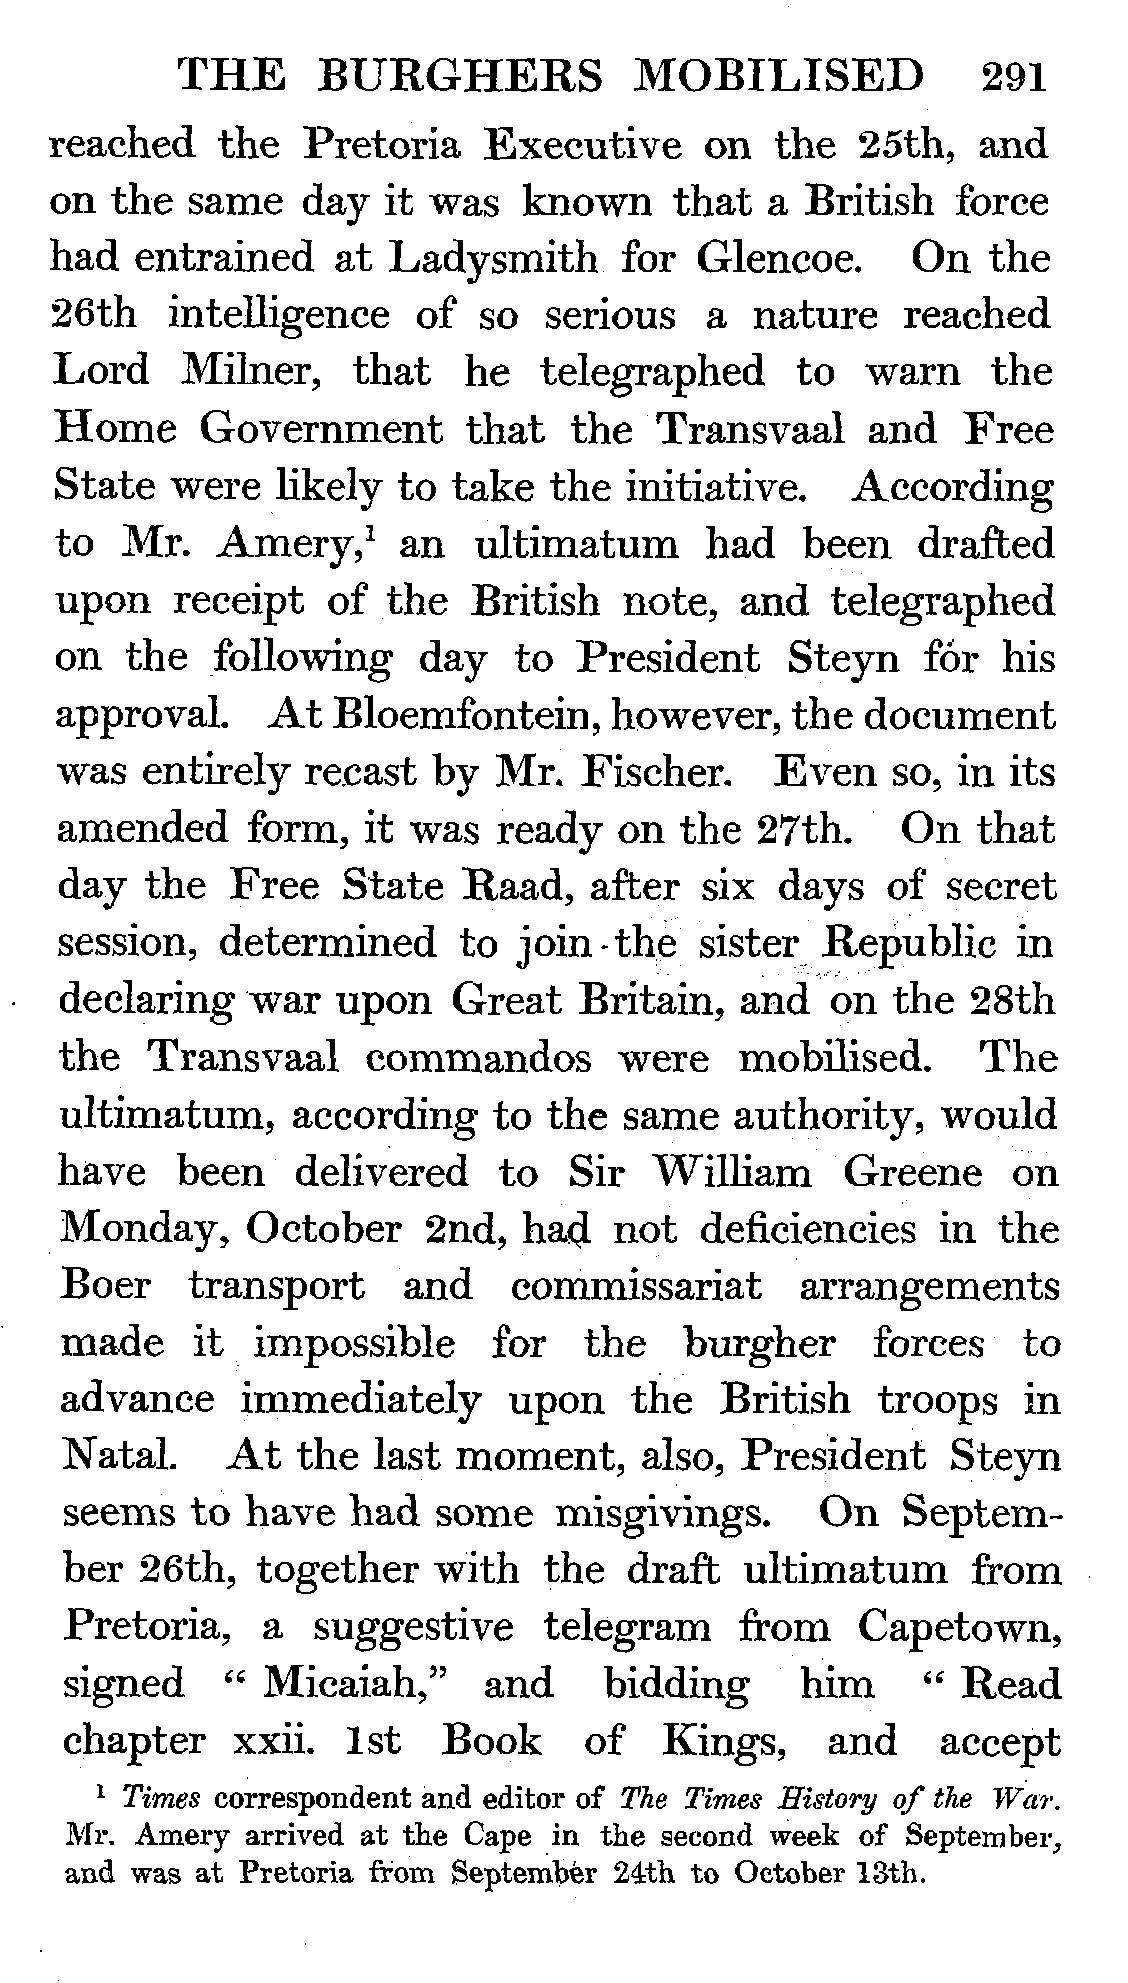 THE BURGHERS MOBILISED 291
reached the Pretoria Executive on the 25th, and
on the same day it was known that a British force
had entrained at Ladysmith for Glencoe. On the
26th intelligence of so serious a nature reached
Lord Milner, that he telegraphed to warn the
Home Government that the Transvaal and Free
State were likely to take the initiative. According
to Mr. Amery,¹ an ultimatum had been drafted
upon receipt of the British note, and telegraphed
on the following day to President Steyn for his
approval. At Bloemfontein, however, the document
was entirely recast by Mr. Fischer. Even so, in its
amended form, it was ready on the 27th. On that
day the Free State Raad, after six days of secret
session, determined to join the sister Republic in
declaring war upon Great Britain, and on the 28th
the Transvaal commandos were mobilised. The
ultimatum, according to the same authority, would
have been delivered to Sir William Greene on
Monday, October 2nd, had not deficiencies in the
Boer transport and commissariat arrangements
made it impossible for the burgher forces to
advance immediately upon the British troops in
Natal. At the last moment, also, President Steyn
seems to have had some misgivings. On Septem-
ber 26th, together with the draft ultimatum from
Pretoria, a suggestive telegram from Capetown,
signed “ Micaiah,” and bidding him “ Read
chapter xxii. 1st Book of Kings, and accept
¹ Times correspondent and editor of The Times History of the War.
Mr. Amery arrived at the Cape in the second week of September,
and was at Pretoria from September 24th to October 13th.